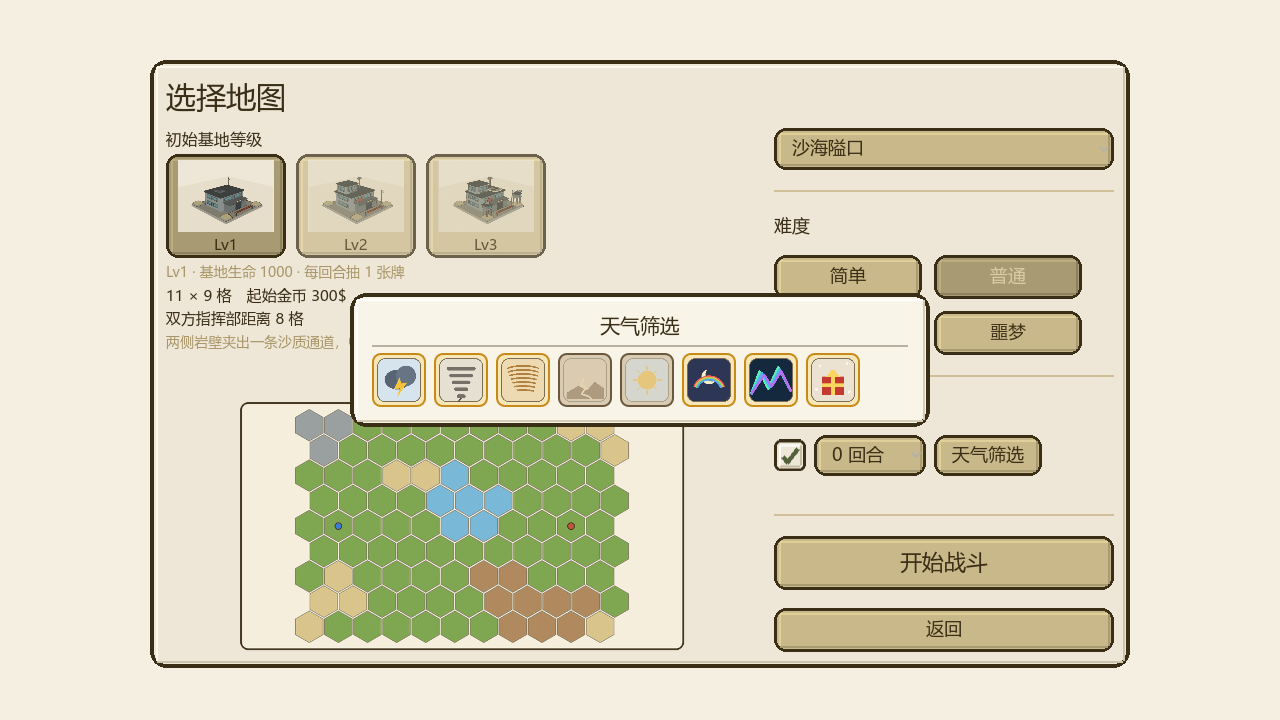 选择地图
初始基地等级
Lv1
Lv2
Lv3
Lv1 · 基地生命 1000 · 每回合抽 1 张牌
11 × 9 格 起始金币 300$
双方指挥部距离 8 格
两侧岩壁夹出一条沙质通道，
沙海隘口
难度
简单
普通
噩梦
天气筛选
0 回合
天气筛选
开始战斗
返回